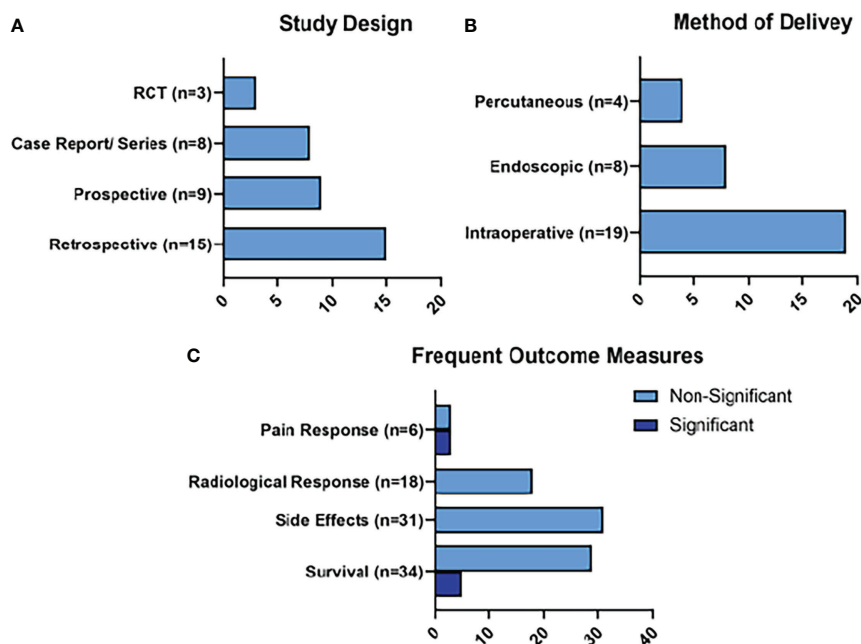 A
Study Design
RCT (n=3)
Case Report/ Series (n=8)
Prospective (n=9)
Retrospective (n=15)
0 5 10 15 20
B
Method of Delivey
Percutaneous (n=4)
Endoscopic (n=8)
Intraoperative (n=19)
0 5 10 15 20
C
Frequent Outcome Measures
Non-Significant
Significant
Pain Response (n=6)
Radiological Response (n=18)
Side Effects (n=31)
Survival (n=34)
0 10 20 30 40